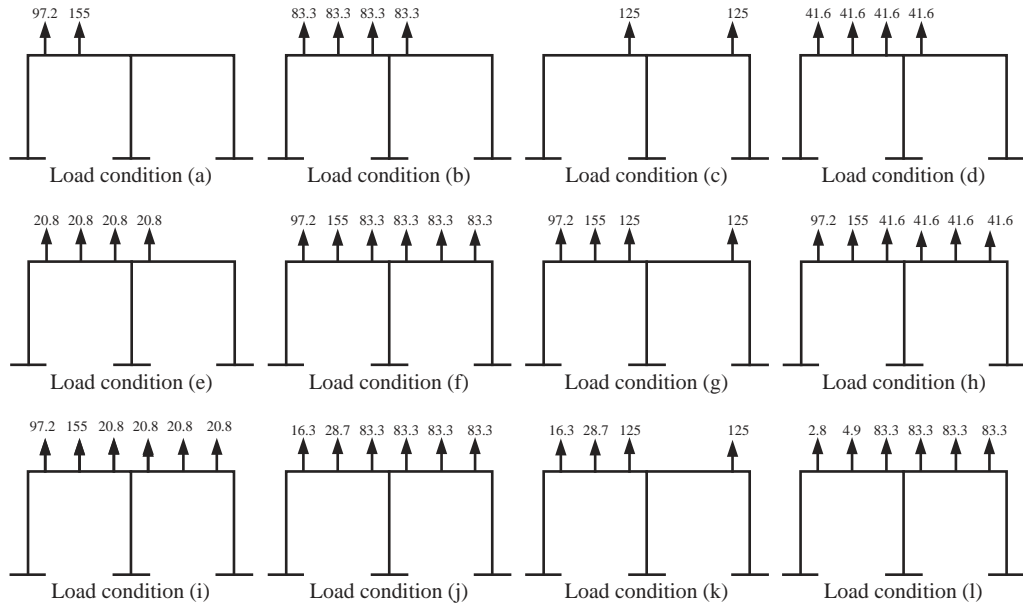 97.2 155 83.3 83.3 83.3 83.3 125 125 41.6 41.6 41.6 41.6
Load condition (a) Load condition (b) Load condition (c) Load condition (d)
20.8 20.8 20.8 20.8 97.2 155 83.3 83.3 83.3 83.3 97.2 155 125 125 97.2 155 41.6 41.6 41.6 41.6
Load condition (e) Load condition (f) Load condition (g) Load condition (h)
97.2 155 20.8 20.8 20.8 20.8 16.3 28.7 83.3 83.3 83.3 83.3 16.3 28.7 125 125 2.8 4.9 83.3 83.3 83.3 83.3
Load condition (i) Load condition (j) Load condition (k) Load condition (l)